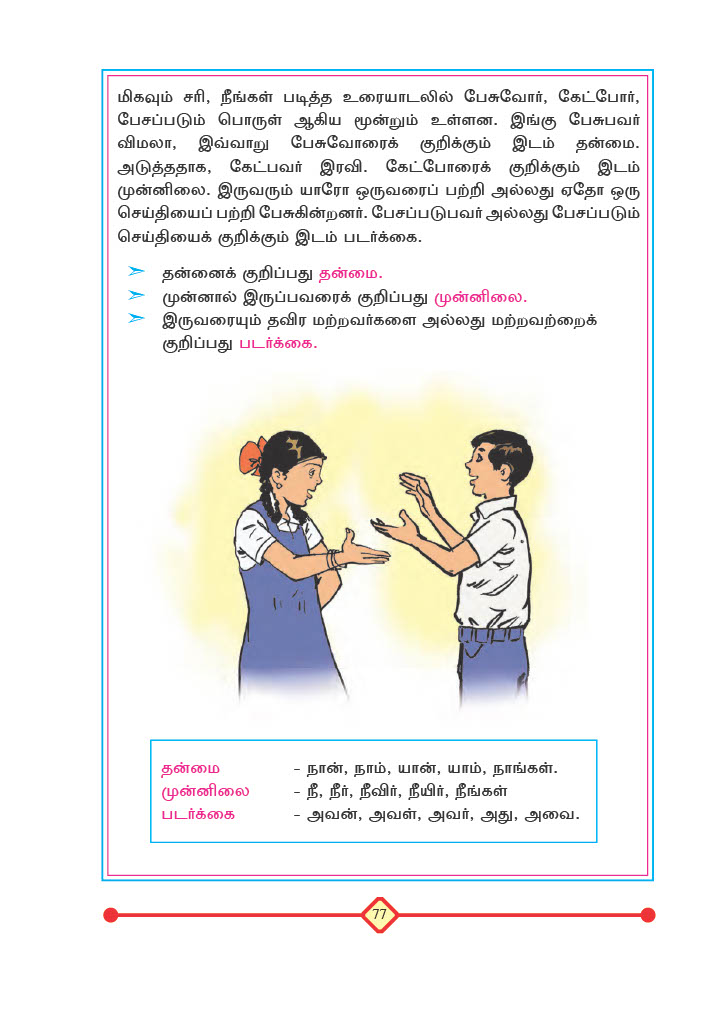 மிகவும் சரி, நீங்கள் படித்த உரையாடலில் பேசுவோர், கேட்போர்,
பேசப்படும் பொருள் ஆகிய மூன்றும் உள்ளன. இங்கு பேசுபவர்
விமலா, இவ்வாறு பேசுவோரைக் குறிக்கும் இடம் தன்மை.
அடுத்ததாக, கேட்பவர் இரவி. கேட்போரைக் குறிக்கும் இடம்
முன்னிலை. இருவரும் யாரோ ஒருவரைப் பற்றி அல்லது ஏதோ ஒரு
செய்தியைப் பற்றி பேசுகின்றனர். பேசப்படுபவர் அல்லது பேசப்படும்
செய்தியைக் குறிக்கும் இடம் படர்க்கை.
➢ தன்னைக் குறிப்பது தன்மை.
➢ முன்னால் இருப்பவரைக் குறிப்பது முன்னிலை.
➢ இருவரையும் தவிர மற்றவர்களை அல்லது மற்றவற்றைக்
குறிப்பது படர்க்கை.
தன்மை – நான், நாம், யான், யாம், நாங்கள்.
முன்னிலை – நீ, நீர், நீவிர், நீயிர், நீங்கள்
படர்க்கை – அவன், அவள், அவர், அது, அவை.
77